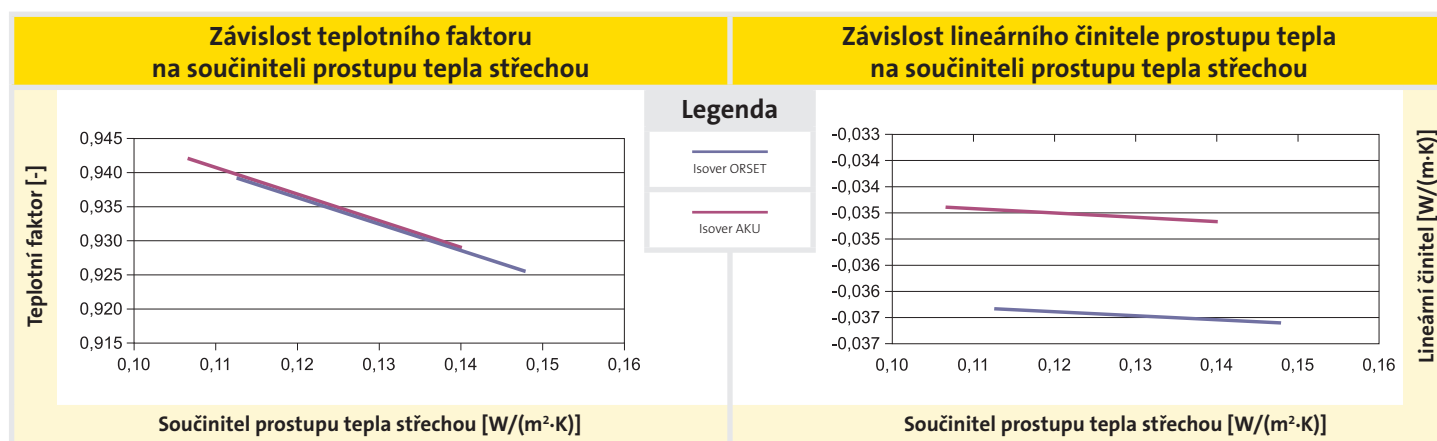 Závislost teplotního faktoru
na součiniteli prostupu tepla střechou
Teplotní faktor [-]
0,945
0,940
0,935
0,930
0,925
0,920
0,915
0,10
0,11
0,12
0,13
0,14
0,15
0,16
Součinitel prostupu tepla střechou [W/(m²·K)]
Legenda
Isover ORSET
Isover AKU
Závislost lineárního činitele prostupu tepla
na součiniteli prostupu tepla střechou
-0,033
-0,034
-0,034
-0,035
-0,035
-0,036
-0,036
-0,037
-0,037
0,10
0,11
0,12
0,13
0,14
0,15
0,16
Lineární činitel [W/(m·K)]
Součinitel prostupu tepla střechou [W/(m²·K)]